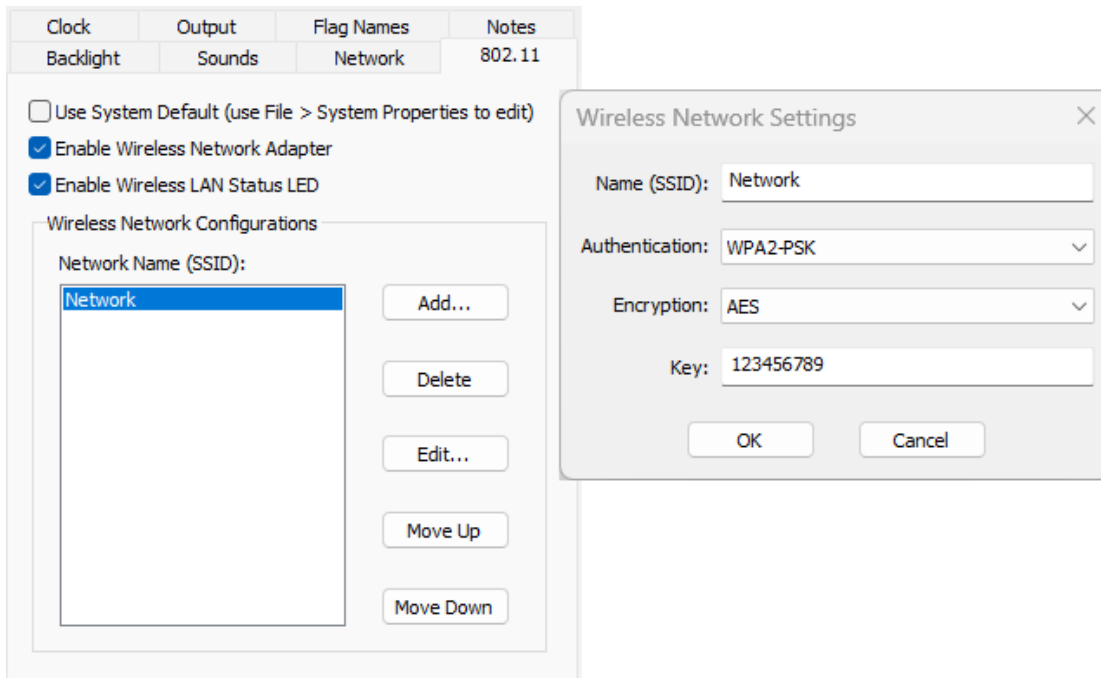 Clock Output Flag Names Notes
Backlight Sounds Network 802.11
Use System Default (use File > System Properties to edit)
Enable Wireless Network Adapter
Enable Wireless LAN Status LED
Wireless Network Configurations
Network Name (SSID):
Network
Add...
Delete
Edit...
Move Up
Move Down
Wireless Network Settings
Name (SSID): Network
Authentication: WPA2-PSK
Encryption: AES
Key: 123456789
OK Cancel